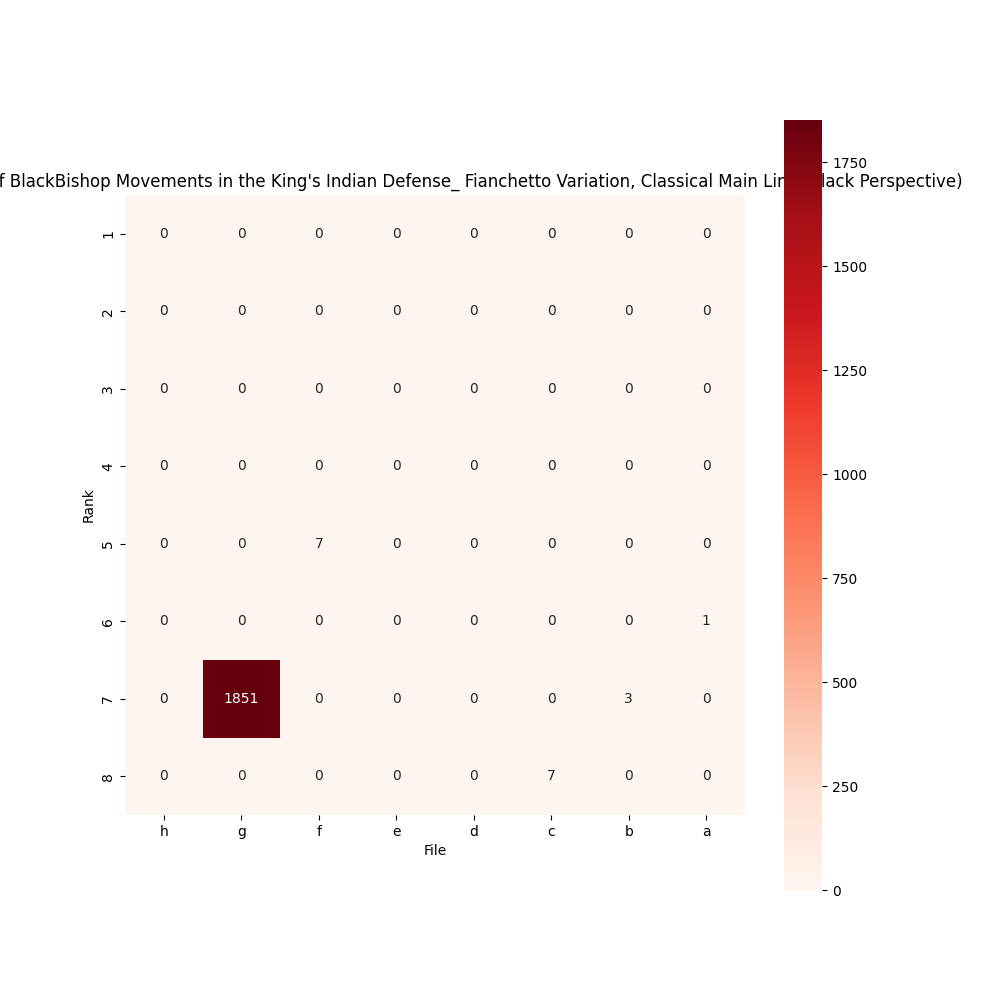 f BlackBishop Movements in the King's Indian Defense_ Fianchetto Variation, Classical Main Lin lack Perspective)
Rank
1 0 0 0 0 0 0 0 0
2 0 0 0 0 0 0 0 0
3 0 0 0 0 0 0 0 0
4 0 0 0 0 0 0 0 0
5 0 0 7 0 0 0 0 0
6 0 0 0 0 0 0 0 1
7 0 1851 0 0 0 0 3 0
8 0 0 0 0 0 7 0 0
h g f e d c b a
File
1750
1500
1250
1000
750
500
250
0